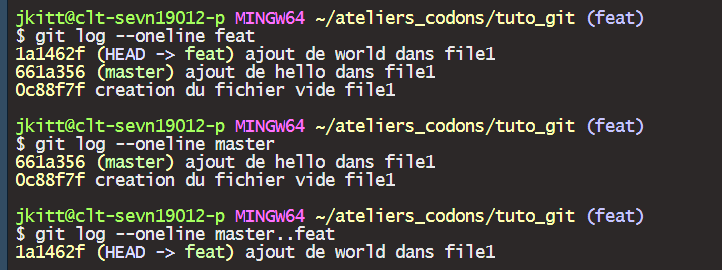 jkitt@clt-sevn19012-p MINGW64 ~/ateliers_codons/tuto_git (feat)
$ git log --oneline feat
1a1462f (HEAD -> feat) ajout de world dans file1
661a356 (master) ajout de hello dans file1
0c88f7f creation du fichier vide file1
jkitt@clt-sevn19012-p MINGW64 ~/ateliers_codons/tuto_git (feat)
$ git log --oneline master
661a356 (master) ajout de hello dans file1
0c88f7f creation du fichier vide file1
jkitt@clt-sevn19012-p MINGW64 ~/ateliers_codons/tuto_git (feat)
$ git log --oneline master..feat
1a1462f (HEAD -> feat) ajout de world dans file1